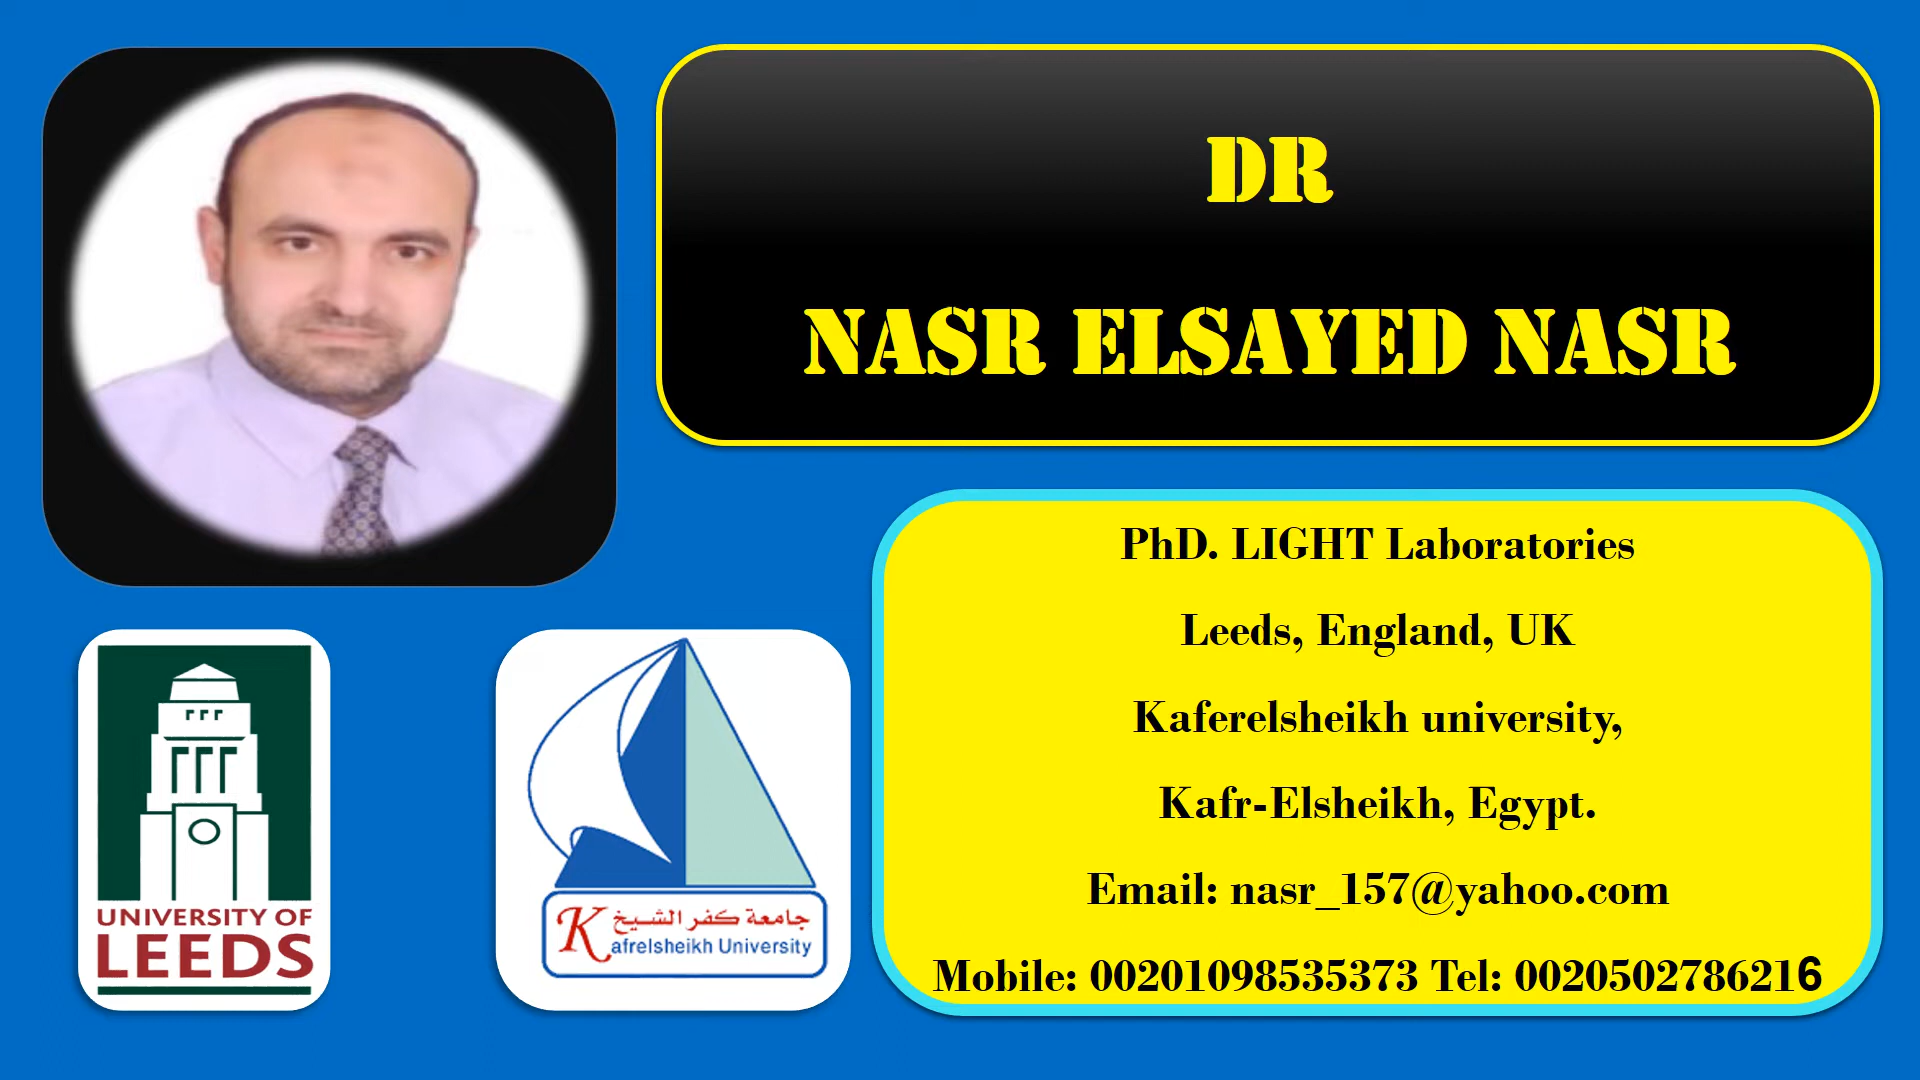 DR
NASR ELSAYED NASR
PhD. LIGHT Laboratories
Leeds, England, UK
Kaferelsheikh university,
Kafr-Elsheikh, Egypt.
Email: nasr_157@yahoo.com
Mobile: 00201098535373 Tel: 0020502786216
UNIVERSITY OF
LEEDS
جامعة كفر الشيخ
Kafrelsheikh University